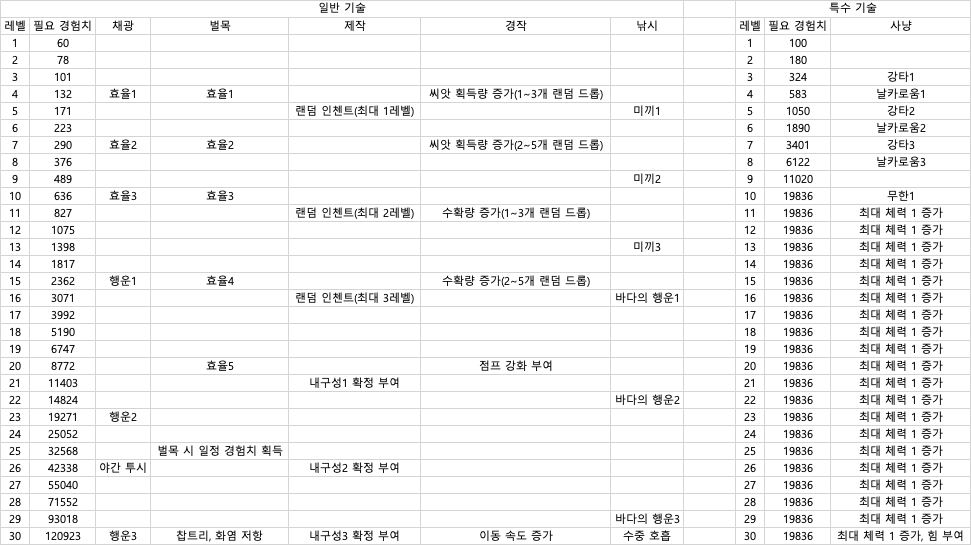 일반 기술 특수 기술
레벨 필요 경험치 채광 벌목 제작 경작 낚시 레벨 필요 경험치 사냥
1 60 1 100
2 78 2 180
3 101 3 324 강타1
4 132 효율1 효율1 씨앗 획득량 증가(1~3개 랜덤 드롭) 4 583 날카로움1
5 171 랜덤 인첸트(최대 1레벨) 미끼1 5 1050 강타2
6 223 6 1890 날카로움2
7 290 효율2 효율2 씨앗 획득량 증가(2~5개 랜덤 드롭) 7 3401 강타3
8 376 8 6122 날카로움3
9 489 미끼2 9 11020
10 636 효율3 효율3 10 19836 무한1
11 827 랜덤 인첸트(최대 2레벨) 수확량 증가(1~3개 랜덤 드롭) 11 19836 최대 체력 1 증가
12 1075 12 19836 최대 체력 1 증가
13 1398 미끼3 13 19836 최대 체력 1 증가
14 1817 14 19836 최대 체력 1 증가
15 2362 행운1 효율4 수확량 증가(2~5개 랜덤 드롭) 15 19836 최대 체력 1 증가
16 3071 랜덤 인첸트(최대 3레벨) 바다의 행운1 16 19836 최대 체력 1 증가
17 3992 17 19836 최대 체력 1 증가
18 5190 18 19836 최대 체력 1 증가
19 6747 19 19836 최대 체력 1 증가
20 8772 효율5 점프 강화 부여 20 19836 최대 체력 1 증가
21 11403 내구성1 확정 부여 21 19836 최대 체력 1 증가
22 14824 바다의 행운2 22 19836 최대 체력 1 증가
23 19271 행운2 23 19836 최대 체력 1 증가
24 25052 24 19836 최대 체력 1 증가
25 32568 벌목 시 일정 경험치 획득 25 19836 최대 체력 1 증가
26 42338 야간 투시 내구성2 확정 부여 26 19836 최대 체력 1 증가
27 55040 27 19836 최대 체력 1 증가
28 71552 28 19836 최대 체력 1 증가
29 93018 바다의 행운3 29 19836 최대 체력 1 증가
30 120923 행운3 찹트리, 화염 저항 내구성3 확정 부여 이동 속도 증가 수중 호흡 30 19836 최대 체력 1 증가, 힘 부여